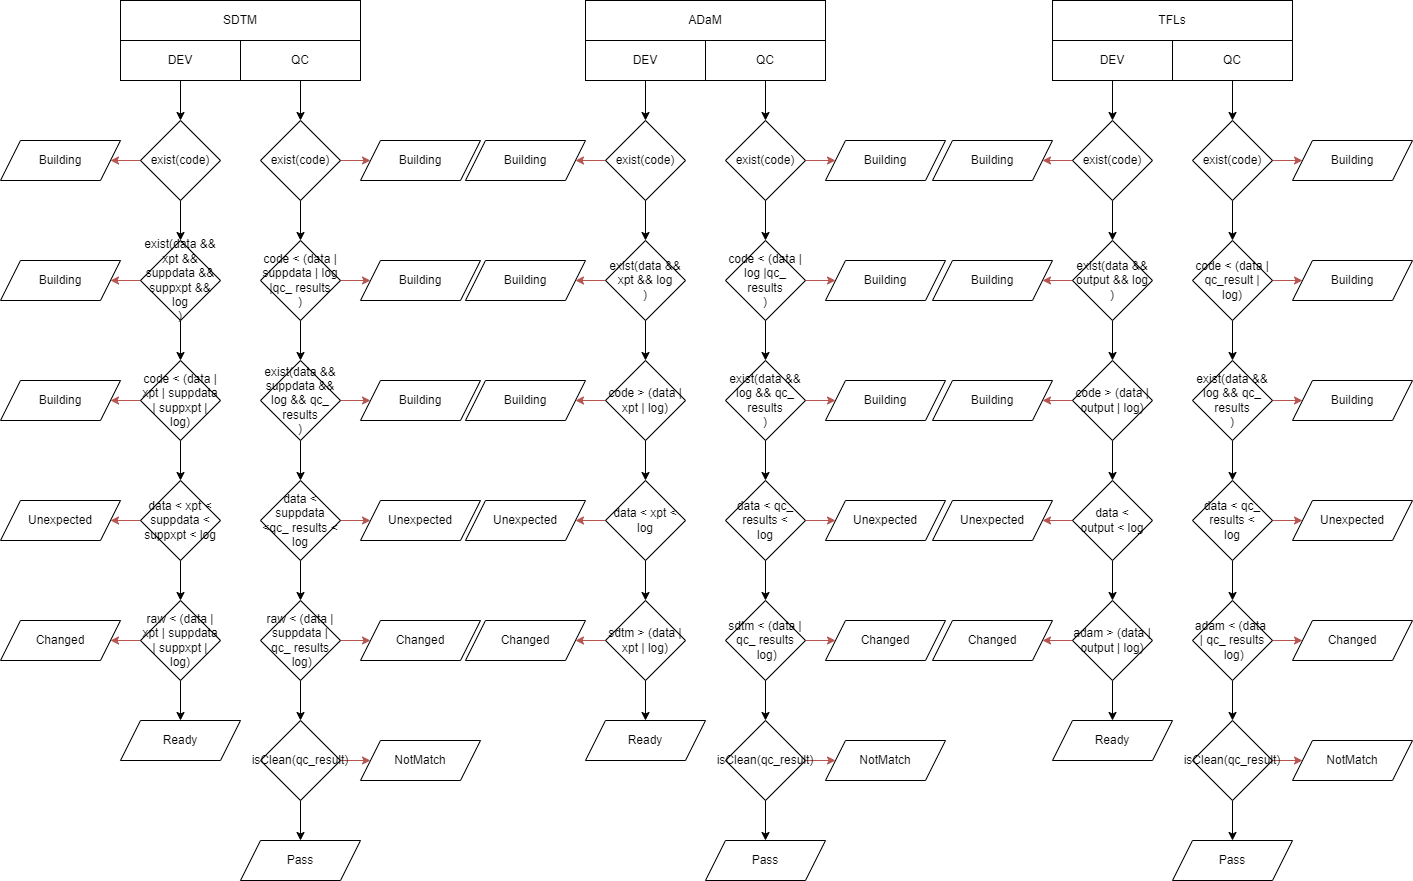 SDTM
ADaM
TFLs
DEV
QC
DEV
QC
DEV
QC
Building
exist(code)
exist(code)
Building
Building
exist(code)
exist(code)
Building
Building
exist(code)
exist(code)
Building
Building
exist(data &&
xpt &&
suppdata &&
suppxpt &&
log
)
code < (data |
suppdata | log
|qc_ results
)
Building
Building
exist(data &&
xpt && log
)
code < (data |
log |qc_
results
)
Building
Building
exist(data &&
output && log
)
code < (data |
qc_result |
log)
Building
Building
code < (data |
xpt | suppdata
| suppxpt |
log)
exist(data &&
suppdata &&
log && qc_
results
)
Building
Building
code > (data |
xpt | log)
exist(data &&
log && qc_
results
)
Building
Building
code > (data |
output | log)
exist(data &&
log && qc_
results
)
Building
Unexpected
data < xpt <
suppdata <
suppxpt < log
data <
suppdata
<qc_ results <
log
Unexpected
Unexpected
data < xpt <
log
data < qc_
results <
log
Unexpected
Unexpected
data <
output < log
data < qc_
results <
log
Unexpected
Changed
raw < (data |
xpt | suppdata
| suppxpt |
log)
raw < (data |
suppdata |
qc_ results
log)
Changed
Changed
sdtm > (data |
xpt | log)
sdtm < (data |
qc_ results
log)
Changed
Changed
adam > (data |
output | log)
adam < (data
| qc_ results
log)
Changed
Ready
isClean(qc_result)
NotMatch
Ready
isClean(qc_result)
NotMatch
Ready
isClean(qc_result)
NotMatch
Pass
Pass
Pass